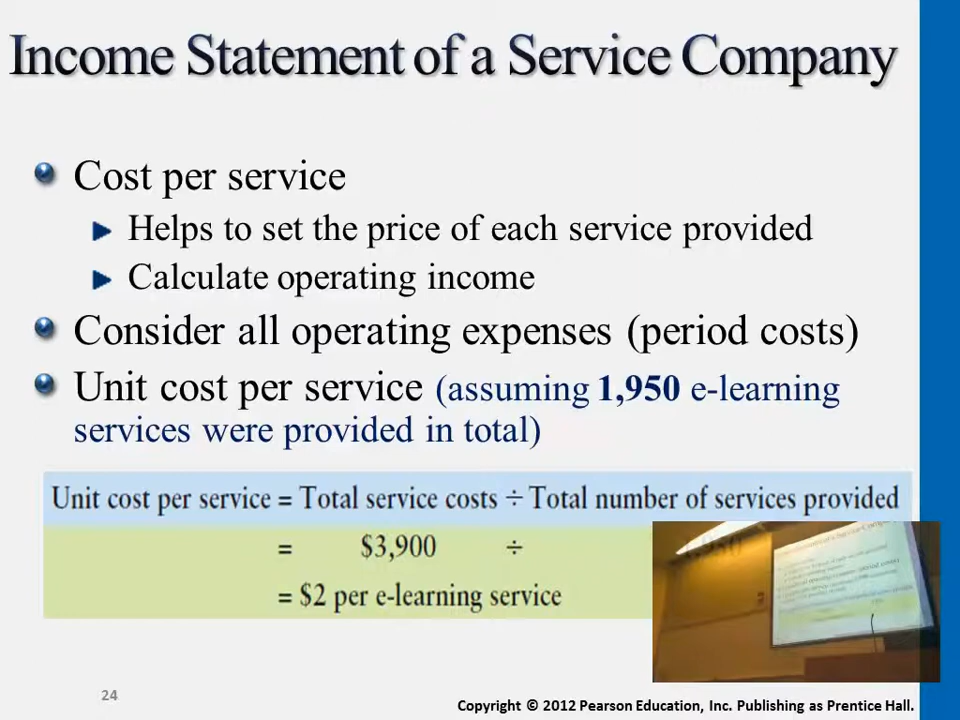 Income Statement of a Service Company
Cost per service
Helps to set the price of each service provided
Calculate operating income
Consider all operating expenses (period costs)
Unit cost per service (assuming 1,950 e-learning
services were provided in total)
Unit cost per service = Total service costs ÷ Total number of services provided
= $3,900 ÷
= $2 per e-learning service
24
Copyright © 2012 Pearson Education, Inc. Publishing as Prentice Hall.